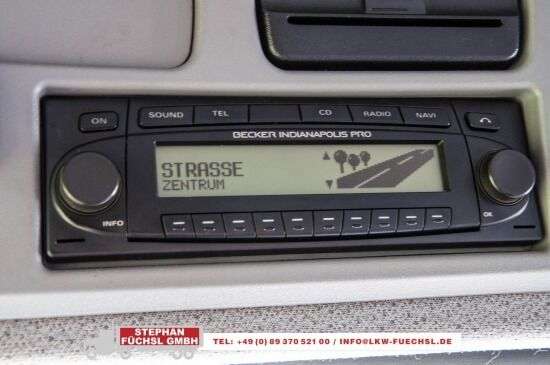 ON
SOUND TEL CD RADIO NAVI
BECKER INDIANAPOLIS PRO
STRASSE
ZENTRUM
INFO
OK
STEPHAN
FÜCHSL GMBH
TEL: +49 (0) 89 370 521 00 / INFO@LKW-FUECHSL.DE